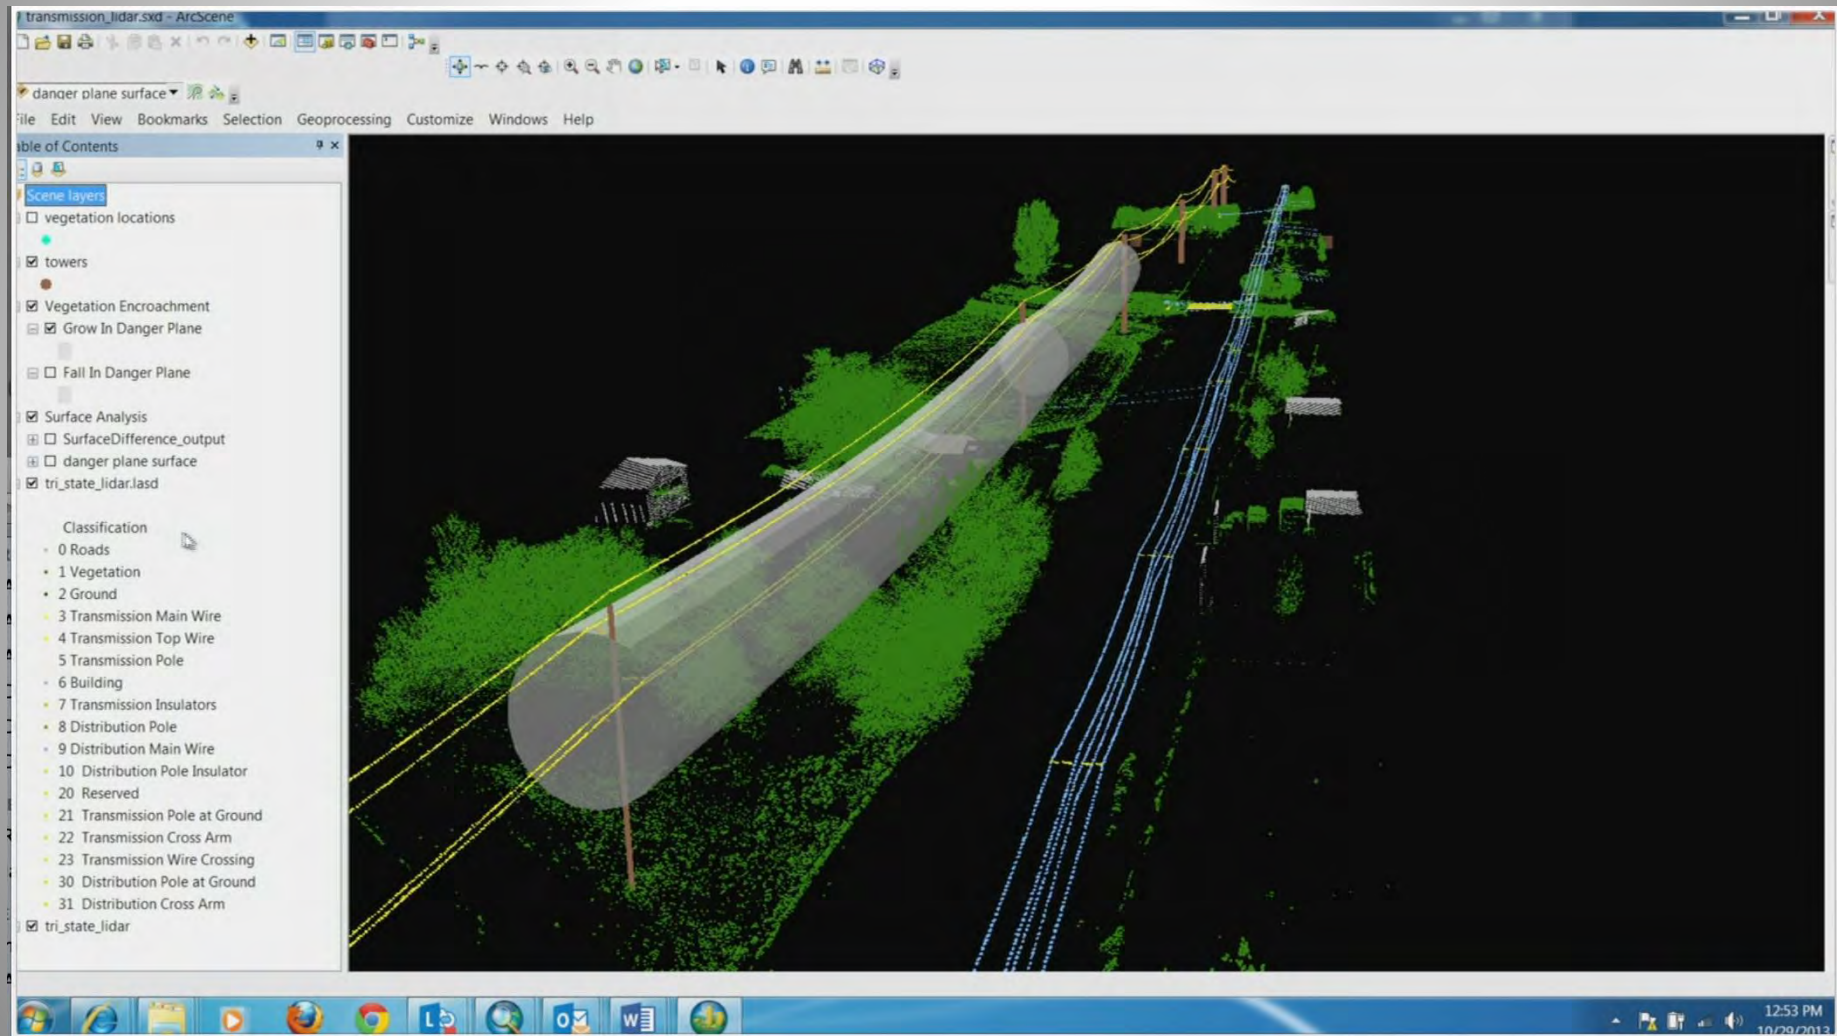 transmission_lidar.sxd - ArcScene
danger plane surface
File Edit View Bookmarks Selection Geoprocessing Customize Windows Help
Table of Contents
Scene layers
vegetation locations
towers
Vegetation Encroachment
Grow In Danger Plane
Fall In Danger Plane
Surface Analysis
SurfaceDifference_output
danger plane surface
tri_state_lidar.lasd
Classification
0 Roads
1 Vegetation
2 Ground
3 Transmission Main Wire
4 Transmission Top Wire
5 Transmission Pole
6 Building
7 Transmission Insulators
8 Distribution Pole
9 Distribution Main Wire
10 Distribution Pole Insulator
20 Reserved
21 Transmission Pole at Ground
22 Transmission Cross Arm
23 Transmission Wire Crossing
30 Distribution Pole at Ground
31 Distribution Cross Arm
tri_state_lidar
12:53 PM
10/29/2013